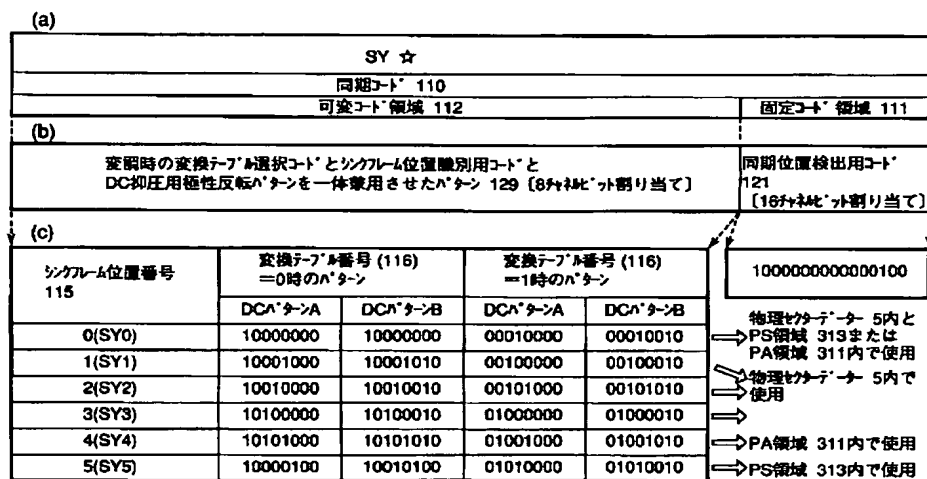 (a)
SY ☆
同期コード 110
可変コード領域 112 固定コード領域 111
(b)
変調時の変換テーブル選択コードとシンクフレーム位置識別用コードと
DC抑圧用極性反転パターンを一体兼用させたパターン 129〔8チャネルビット割り当て〕
同期位置検出用コード
121
〔16チャネルビット割り当て〕
(c)
シンクフレーム位置番号
115
変換テーブル番号 (116)
=0時のパターン
変換テーブル番号 (116)
=1時のパターン
DCパターンA DCパターンB DCパターンA DCパターンB
0(SY0) 10000000 10000000 00010000 00010010
1(SY1) 10001000 10001010 00100000 00100010
2(SY2) 10010000 10010010 00101000 00101010
3(SY3) 10100000 10100010 01000000 01000010
4(SY4) 10101000 10101010 01001000 01001010
5(SY5) 10000100 10010100 01010000 01010010
1000000000000100
物理セクターデーター 5内と
⇒PS領域 313または
PA領域 311内で使用
物理セクターデーター 5内で
⇒使用
⇒
⇒PA領域 311内で使用
⇒PS領域 313内で使用